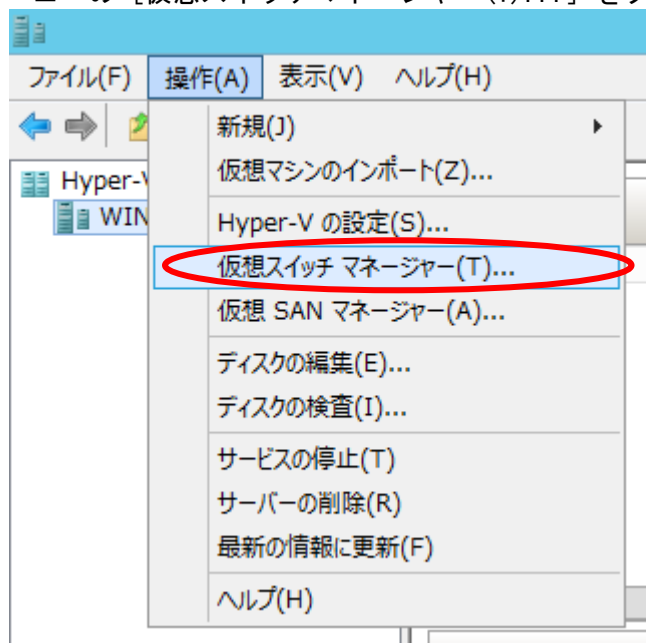 ファイル(F) 操作(A) 表示(V) ヘルプ(H)
新規(J)
仮想マシンのインポート(Z)...
Hyper-V
WIN
Hyper-V の設定(S)...
仮想スイッチ マネージャー(T)...
仮想 SAN マネージャー(A)...
ディスクの編集(E)...
ディスクの検査(I)...
サービスの停止(T)
サーバーの削除(R)
最新の情報に更新(F)
ヘルプ(H)